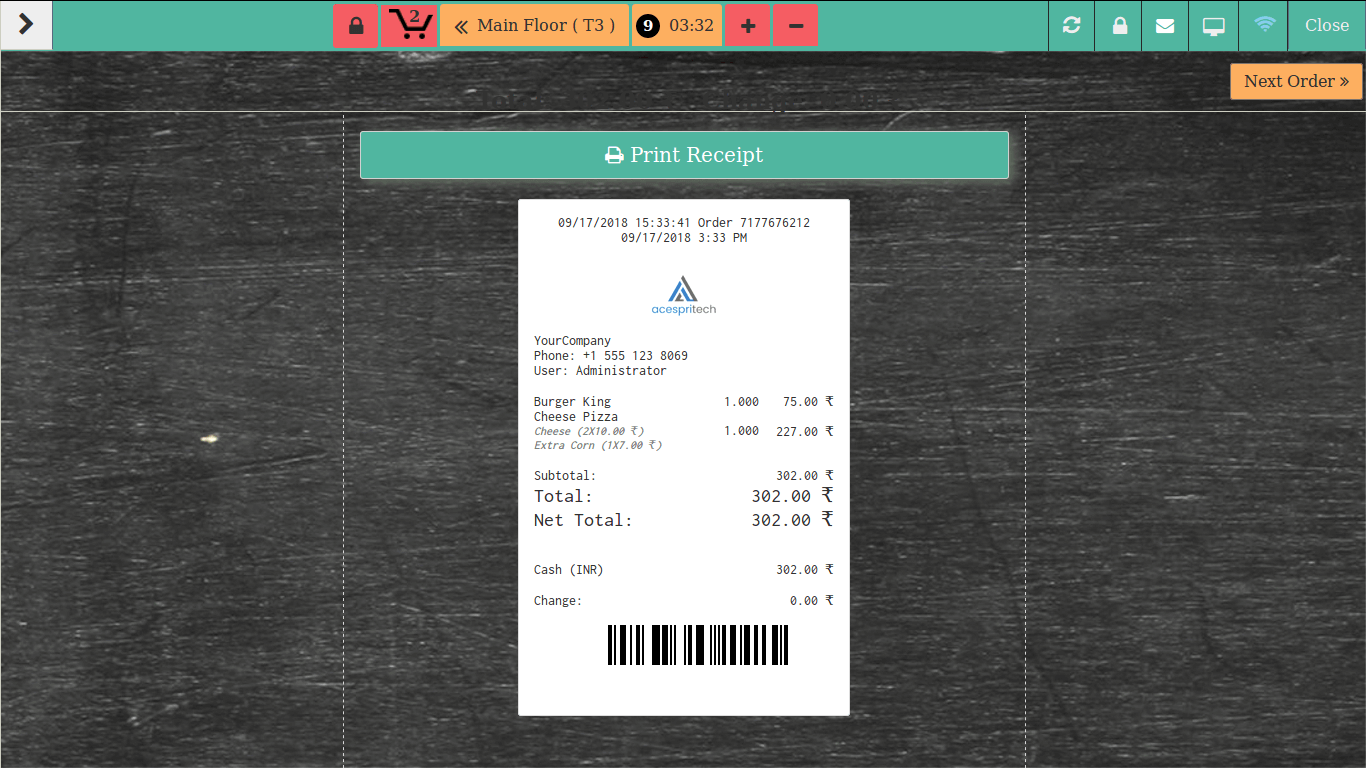 2
Main Floor ( T3 )
9 03:32
Close
Next Order
Print Receipt
09/17/2018 15:33:41 Order 7177676212
09/17/2018 3:33 PM
acespritech
YourCompany
Phone: +1 555 123 8069
User: Administrator
Burger King 1.000 75.00 ₹
Cheese Pizza
Cheese (2X10.00 ₹) 1.000 227.00 ₹
Extra Corn (1X7.00 ₹)
Subtotal: 302.00 ₹
Total: 302.00 ₹
Net Total: 302.00 ₹
Cash (INR) 302.00 ₹
Change: 0.00 ₹